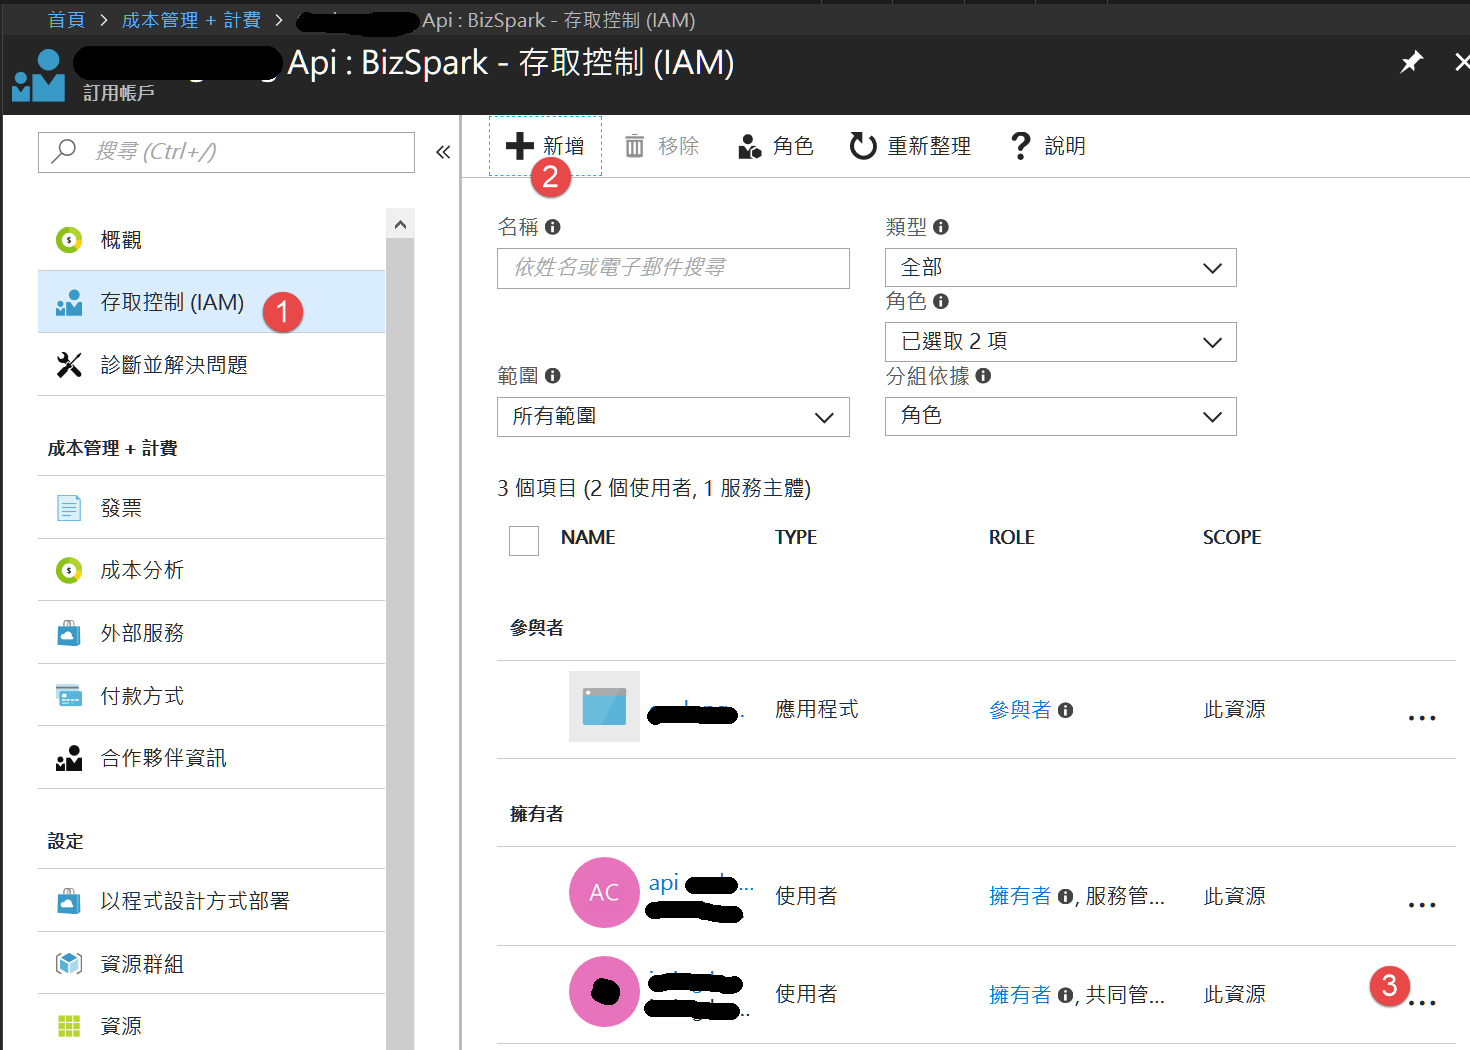 首頁 > 成本管理 + 計費 > Api : BizSpark - 存取控制 (IAM)
Api : BizSpark - 存取控制 (IAM)
訂用帳戶
搜尋 (Ctrl+/)
«
概觀
存取控制 (IAM)
1
診斷並解決問題
成本管理 + 計費
發票
成本分析
外部服務
付款方式
合作夥伴資訊
設定
以程式設計方式部署
資源群組
資源
新增 移除 角色 重新整理 ? 說明
2
名稱
依姓名或電子郵件搜尋
類型
全部
角色
已選取 2 項
範圍
所有範圍
分組依據
角色
3 個項目 (2 個使用者, 1 服務主體)
NAME TYPE ROLE SCOPE
參與者
應用程式 參與者 此資源 ...
擁有者
AC api ... 使用者 擁有者 , 服務管... 此資源 ...
使用者 擁有者 , 共同管... 此資源 3 ...